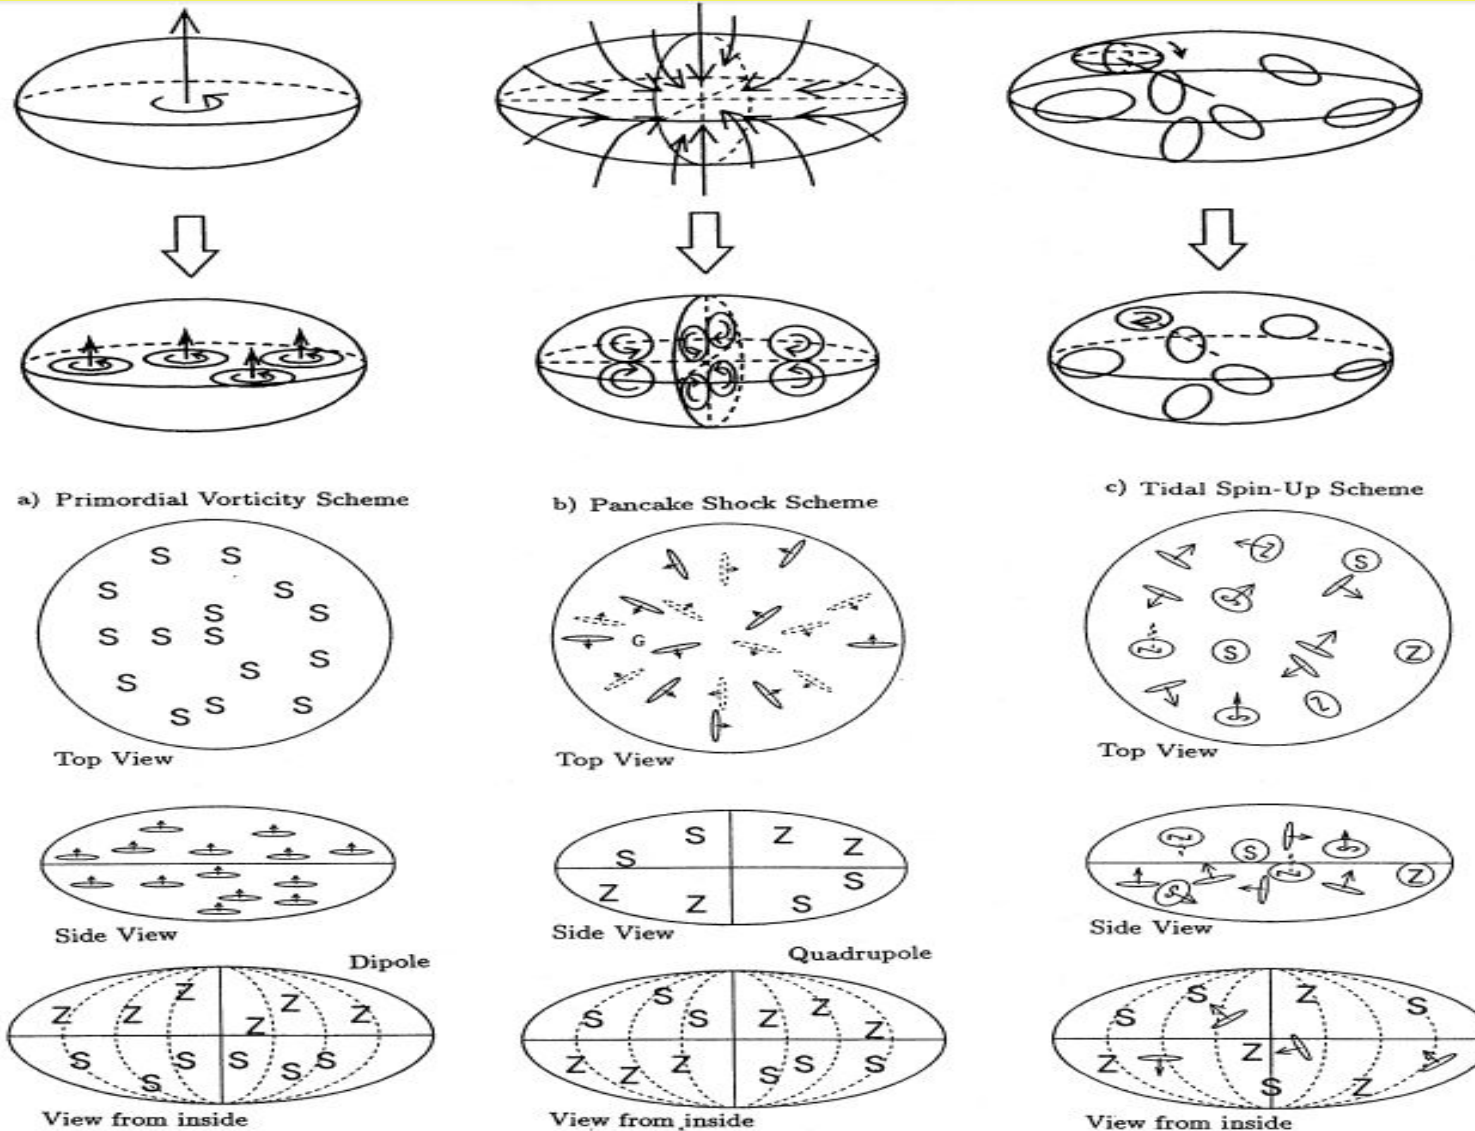 a) Primordial Vorticity Scheme
b) Pancake Shock Scheme
c) Tidal Spin-Up Scheme
S S
S S
S S
S S S
S S
S
S S S
Top View
G
Top View
Z S
S
Z S Z
S Z
Top View
Side View
S Z Z
S
Z S
Z S
Side View
Z S S
Z Z
S
Side View
Dipole
Z Z Z Z Z Z
S S S S S S
View from inside
Quadrupole
S S S Z Z Z
Z Z Z S S S
View from inside
S S Z S
Z Z
S Z
View from inside